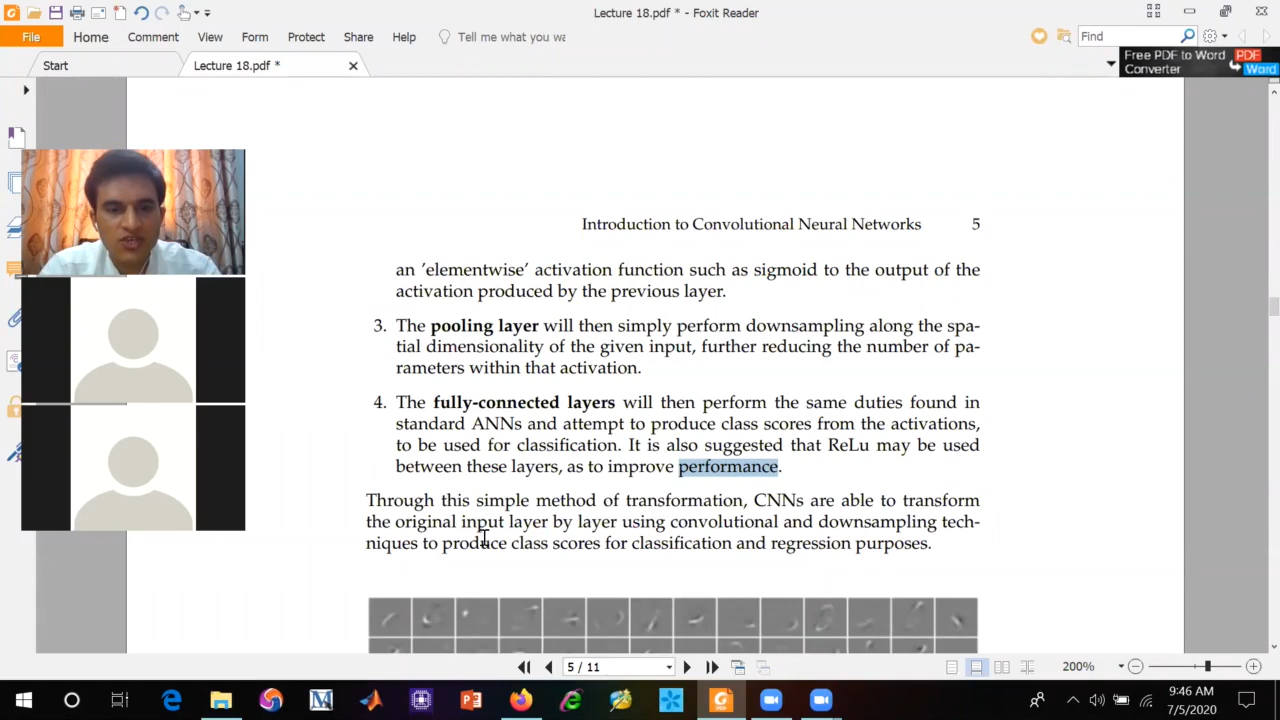 Lecture 18.pdf * - Foxit Reader
File Home Comment View Form Protect Share Help Tell me what you wa Find
Start Lecture 18.pdf *
Free PDF to Word
Converter
PDF
Word
Introduction to Convolutional Neural Networks 5
an 'elementwise' activation function such as sigmoid to the output of the
activation produced by the previous layer.
3. The pooling layer will then simply perform downsampling along the spa-
tial dimensionality of the given input, further reducing the number of pa-
rameters within that activation.
4. The fully-connected layers will then perform the same duties found in
standard ANNs and attempt to produce class scores from the activations,
to be used for classification. It is also suggested that ReLu may be used
between these layers, as to improve performance.
Through this simple method of transformation, CNNs are able to transform
the original input layer by layer using convolutional and downsampling tech-
niques to produce class scores for classification and regression purposes.
5 / 11
200%
9:46 AM
7/5/2020